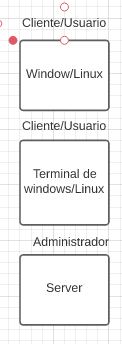 Cliente/Usuario
Window/Linux
Cliente/Usuario
Terminal de
windows/Linux
Administrador
Server